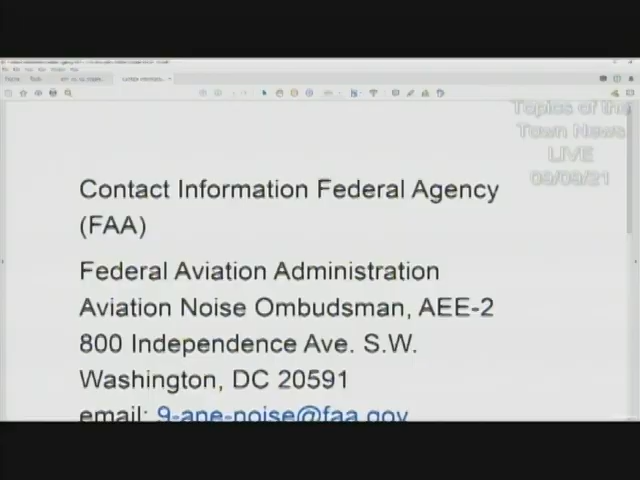 Topics of the
Town News
LIVE
09/09/21
Contact Information Federal Agency
(FAA)
Federal Aviation Administration
Aviation Noise Ombudsman, AEE-2
800 Independence Ave. S.W.
Washington, DC 20591
email: 9-ane-noise@faa.gov